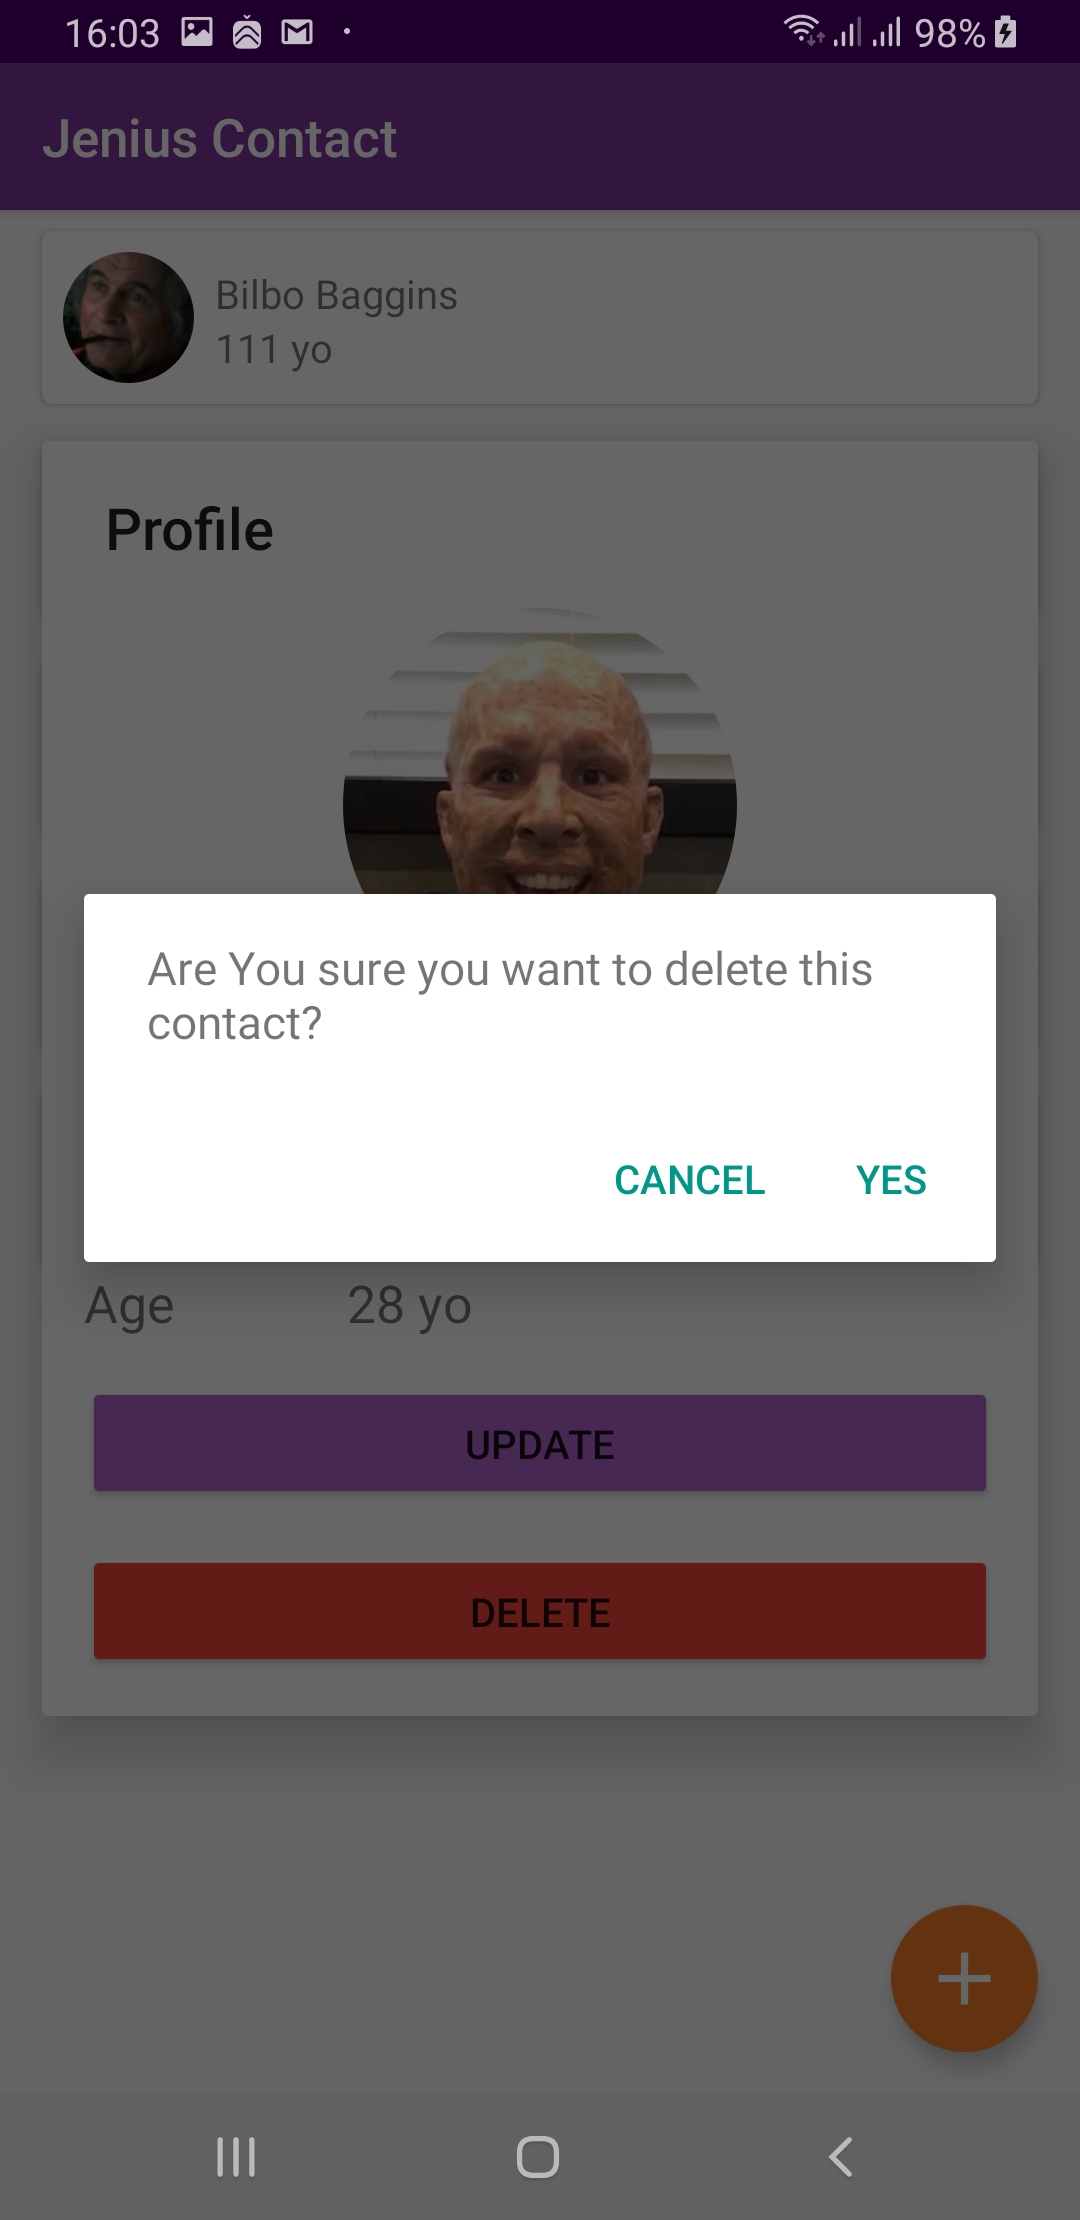 16:03 98%
Jenius Contact
Bilbo Baggins
111 yo
Profile
Are You sure you want to delete this
contact?
CANCEL YES
Age 28 yo
UPDATE
DELETE